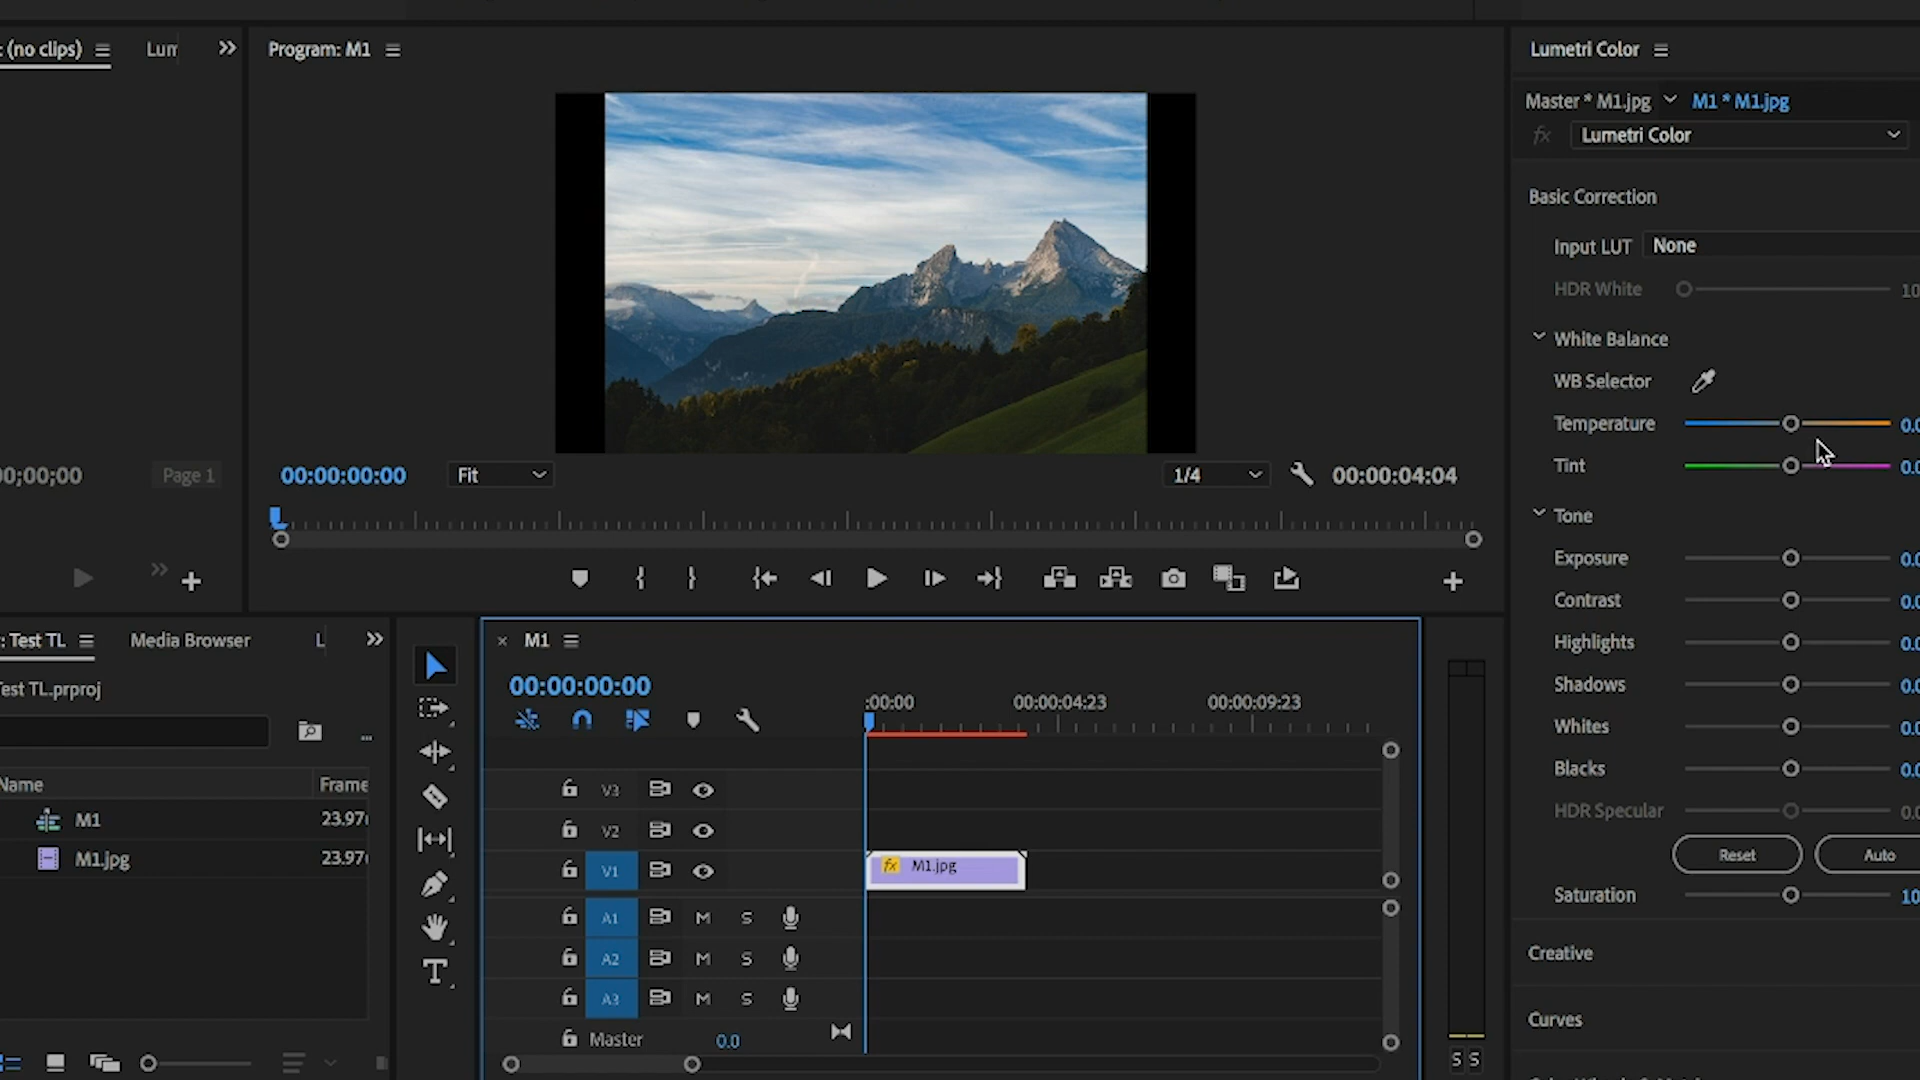 : (no clips)
Lum
Program: M1
Lumetri Color
Master * M1.jpg
M1 * M1.jpg
fx
Lumetri Color
Basic Correction
Input LUT
None
HDR White
10
White Balance
WB Selector
Temperature
0.0
Tint
0.0
Tone
Exposure
0.0
Contrast
0.0
Highlights
0.0
Shadows
0.0
Whites
0.0
Blacks
0.0
HDR Specular
0.0
Reset
Auto
Saturation
10
Creative
Curves
00;00
Page 1
00:00:00:00
Fit
1/4
00:00:04:04
: Test TL
Media Browser
L
est TL.prproj
Name
Frame
M1
23.97
M1.jpg
23.97
× M1
00:00:00:00
:00:00
00:00:04:23
00:00:09:23
V3
V2
V1
fx M1.jpg
A1 M S
A2 M S
A3 M S
Master
0.0
S S
T